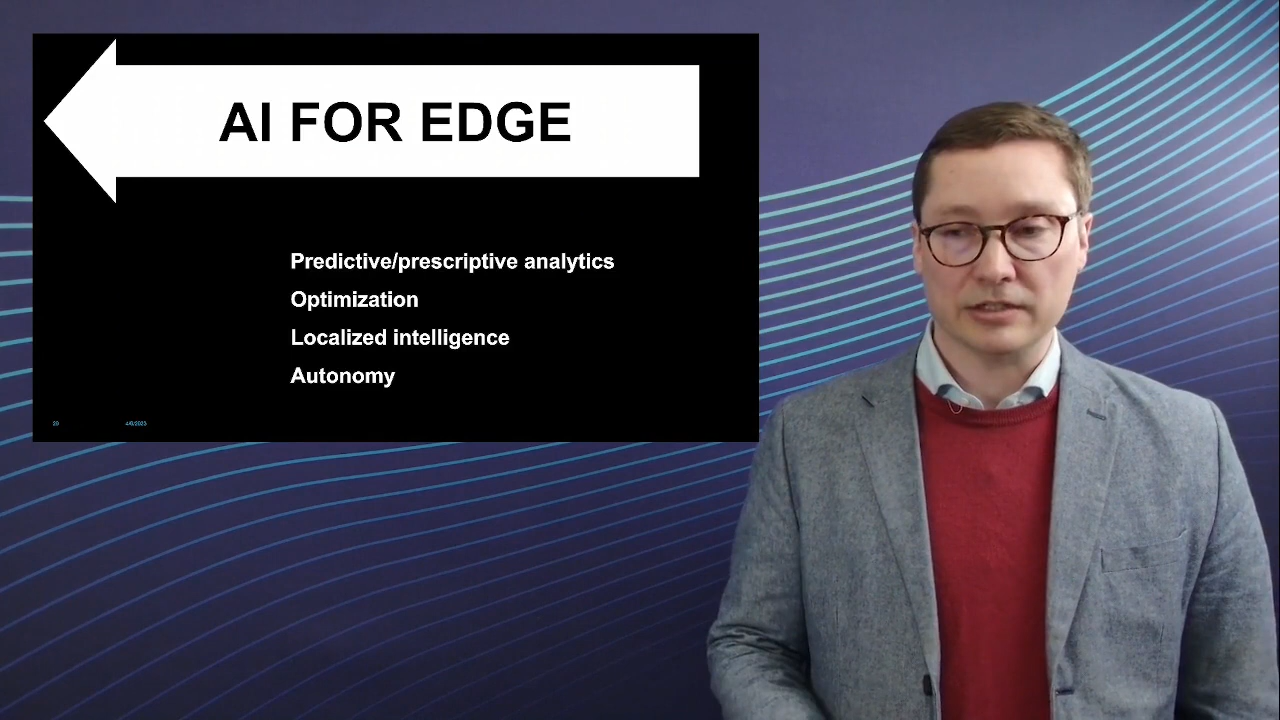 AI FOR EDGE
Predictive/prescriptive analytics
Optimization
Localized intelligence
Autonomy